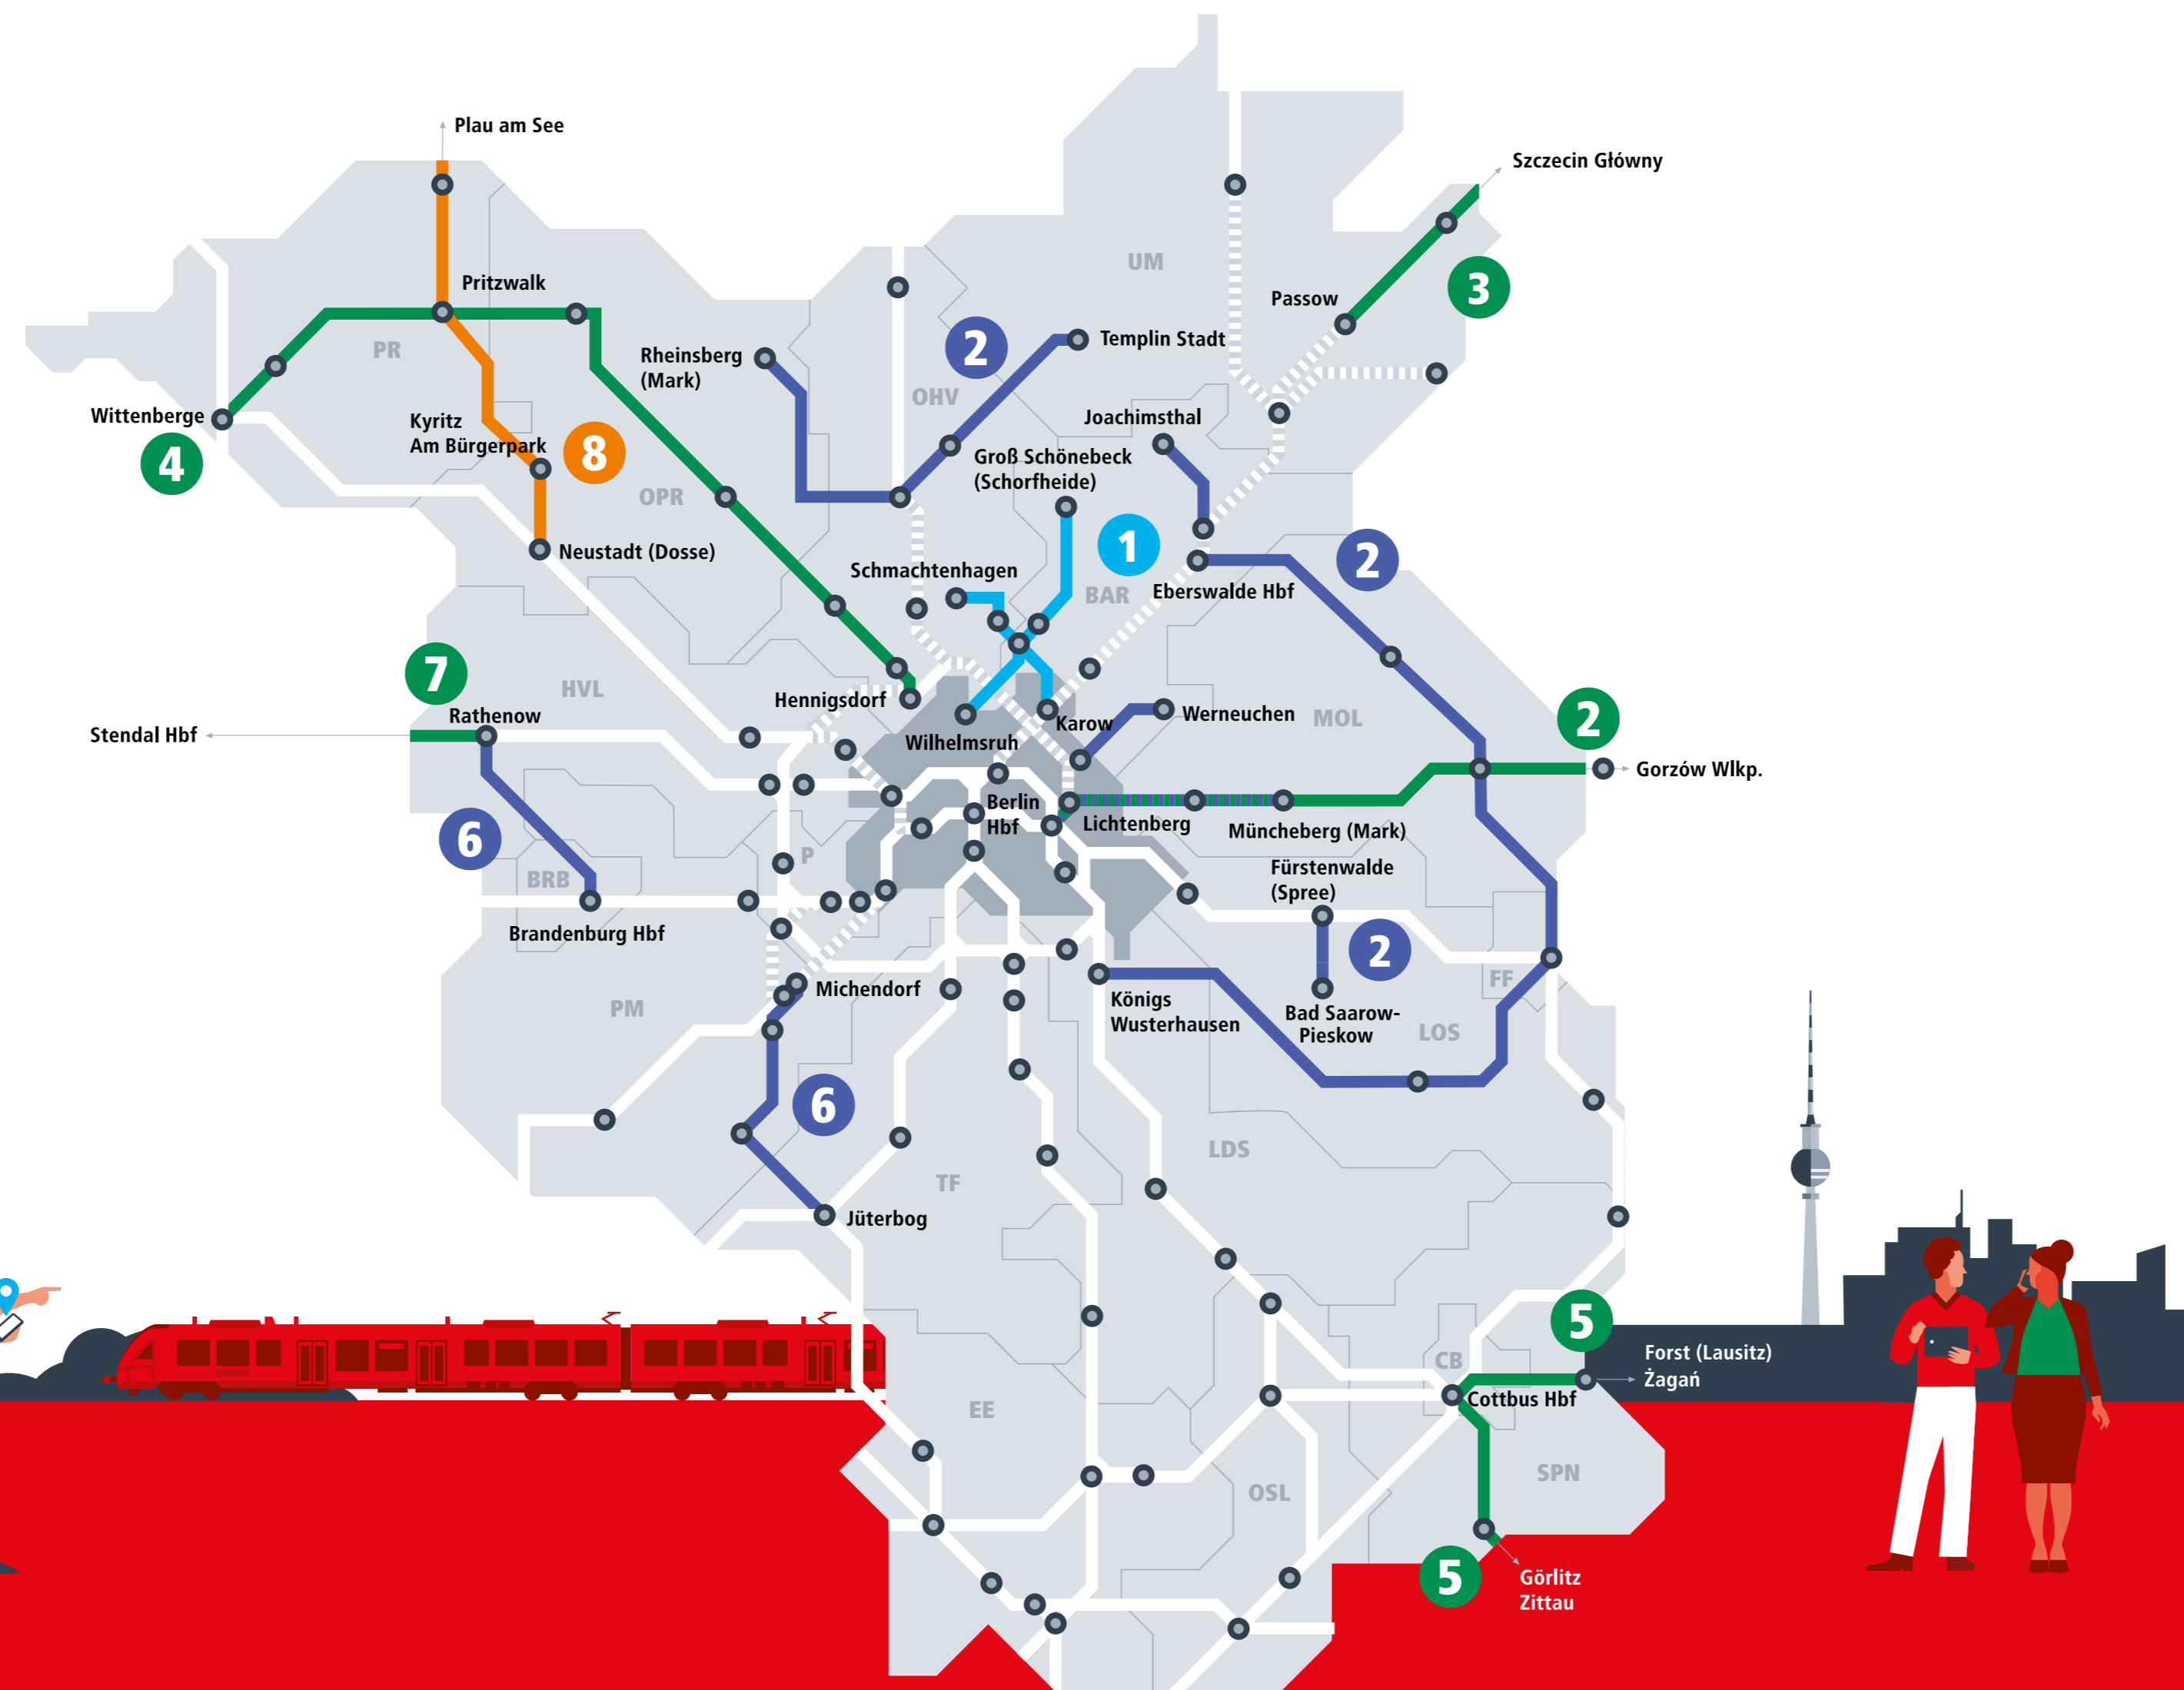 Plau am See
Szczecin Główny
UM
3
Pritzwalk
Passow
2
Templin Stadt
PR
Rheinsberg
(Mark)
OHV
Wittenberge
4
Kyritz
Am Bürgerpark
8
Joachimsthal
Groß Schönebeck
(Schorfheide)
OPR
1
2
Neustadt (Dosse)
Schmachtenhagen
BAR
Eberswalde Hbf
7
HVL
Hennigsdorf
Rathenow
Stendal Hbf
Wilhelmsruh
Karow
Werneuchen
MOL
2
Gorzów Wlkp.
Berlin
Hbf
Lichtenberg
Müncheberg (Mark)
6
P
BRB
Fürstenwalde
(Spree)
Brandenburg Hbf
2
FF
Michendorf
PM
Königs
Wusterhausen
Bad Saarow-
Pieskow
LOS
6
LDS
TF
Jüterbog
5
CB
Forst (Lausitz)
Żagań
Cottbus Hbf
EE
SPN
OSL
5
Görlitz
Zittau